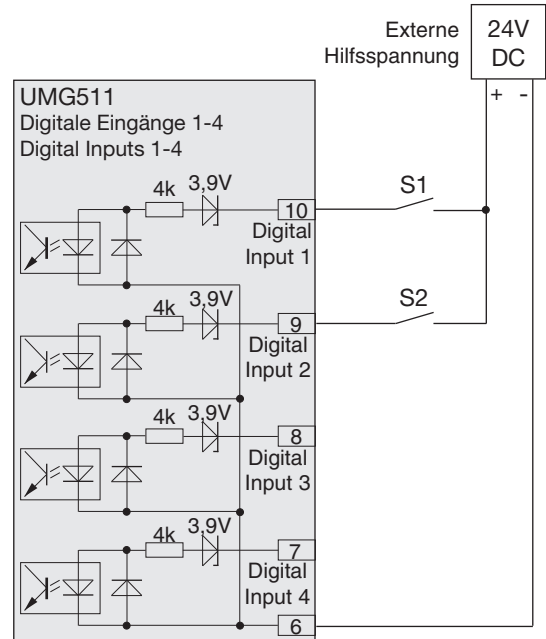 Externe
Hilfsspannung
24V
DC
+ -
UMG511
Digitale Eingänge 1-4
Digital Inputs 1-4
4k 3,9V
10
Digital
Input 1
S1
4k 3,9V
9
Digital
Input 2
S2
4k 3,9V
8
Digital
Input 3
4k 3,9V
7
Digital
Input 4
6